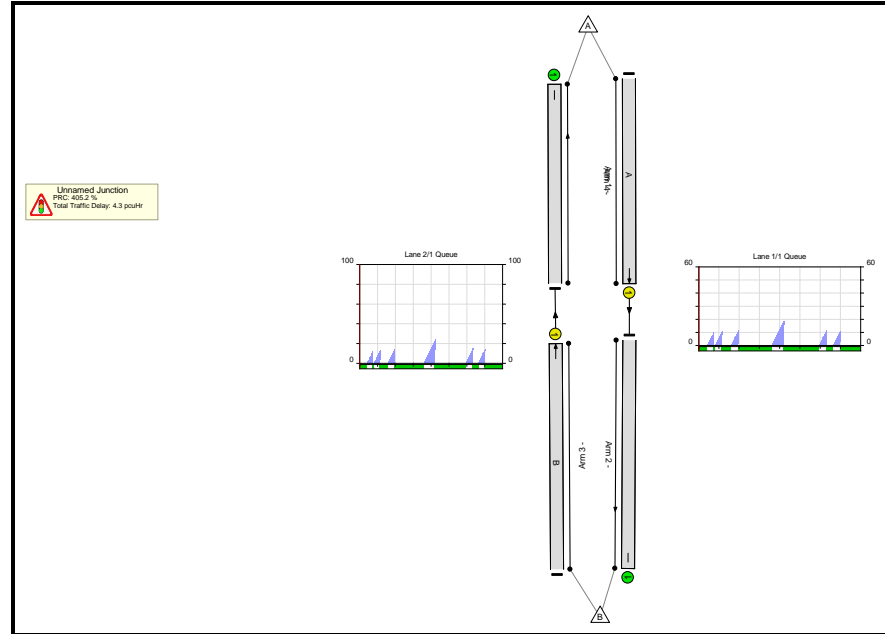 A
Unnamed Junction
PRC: 405.2 %
Total Traffic Delay: 4.3 pcuHr
A
Lane 2/1 Queue
100
100
0
0
Lane 1/1 Queue
60
60
0
0
B
Arm 3 -
Arm 2 -
B